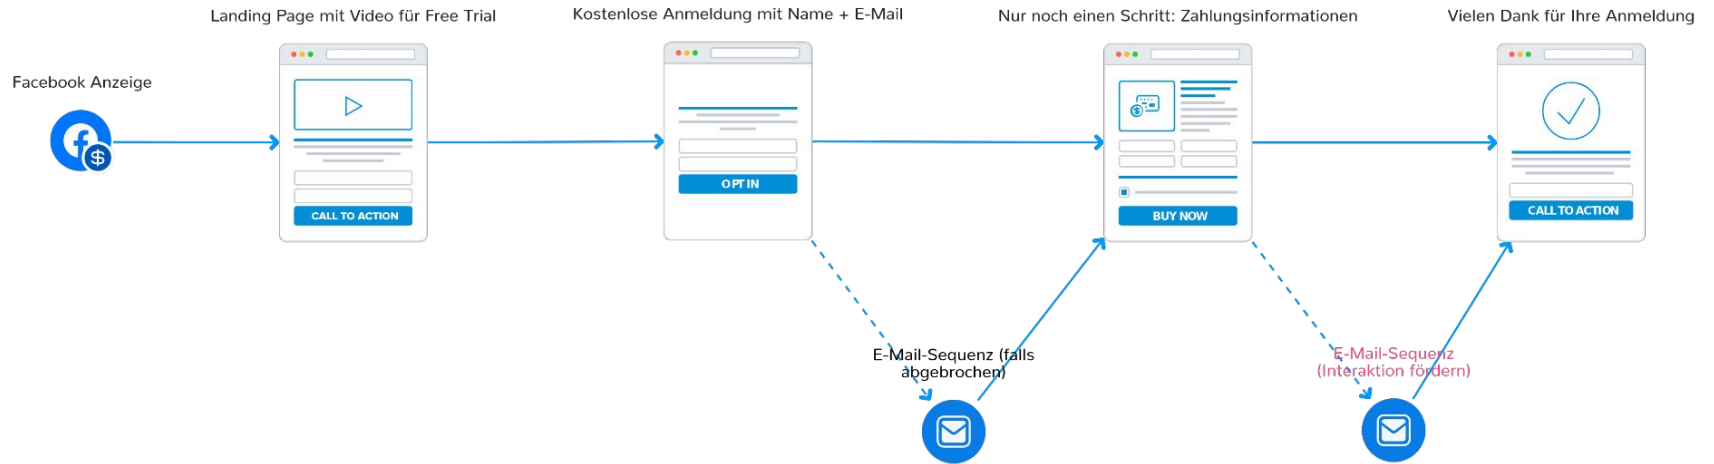 Landing Page mit Video für Free Trial
Kostenlose Anmeldung mit Name + E-Mail
Nur noch einen Schritt: Zahlungsinformationen
Vielen Dank für Ihre Anmeldung
Facebook Anzeige
$
CALL TO ACTION
OPT IN
$
BUY NOW
CALL TO ACTION
E-Mail-Sequenz (falls
abgebrochen)
E-Mail-Sequenz
(Interaktion fördern)